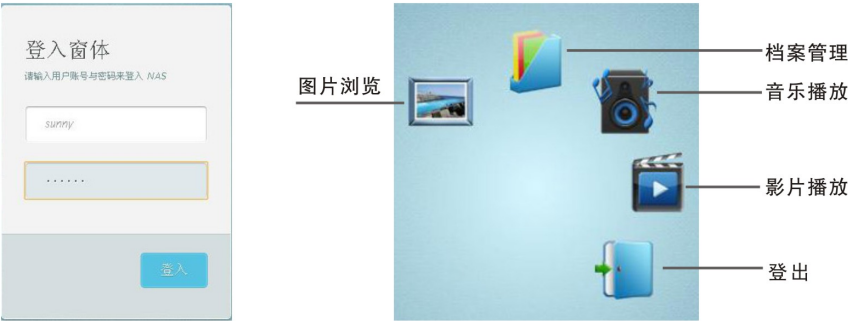 登入窗体
请输入用户账号与密码来登入 NAS
sunny
······
登入
图片浏览
档案管理
音乐播放
影片播放
登出